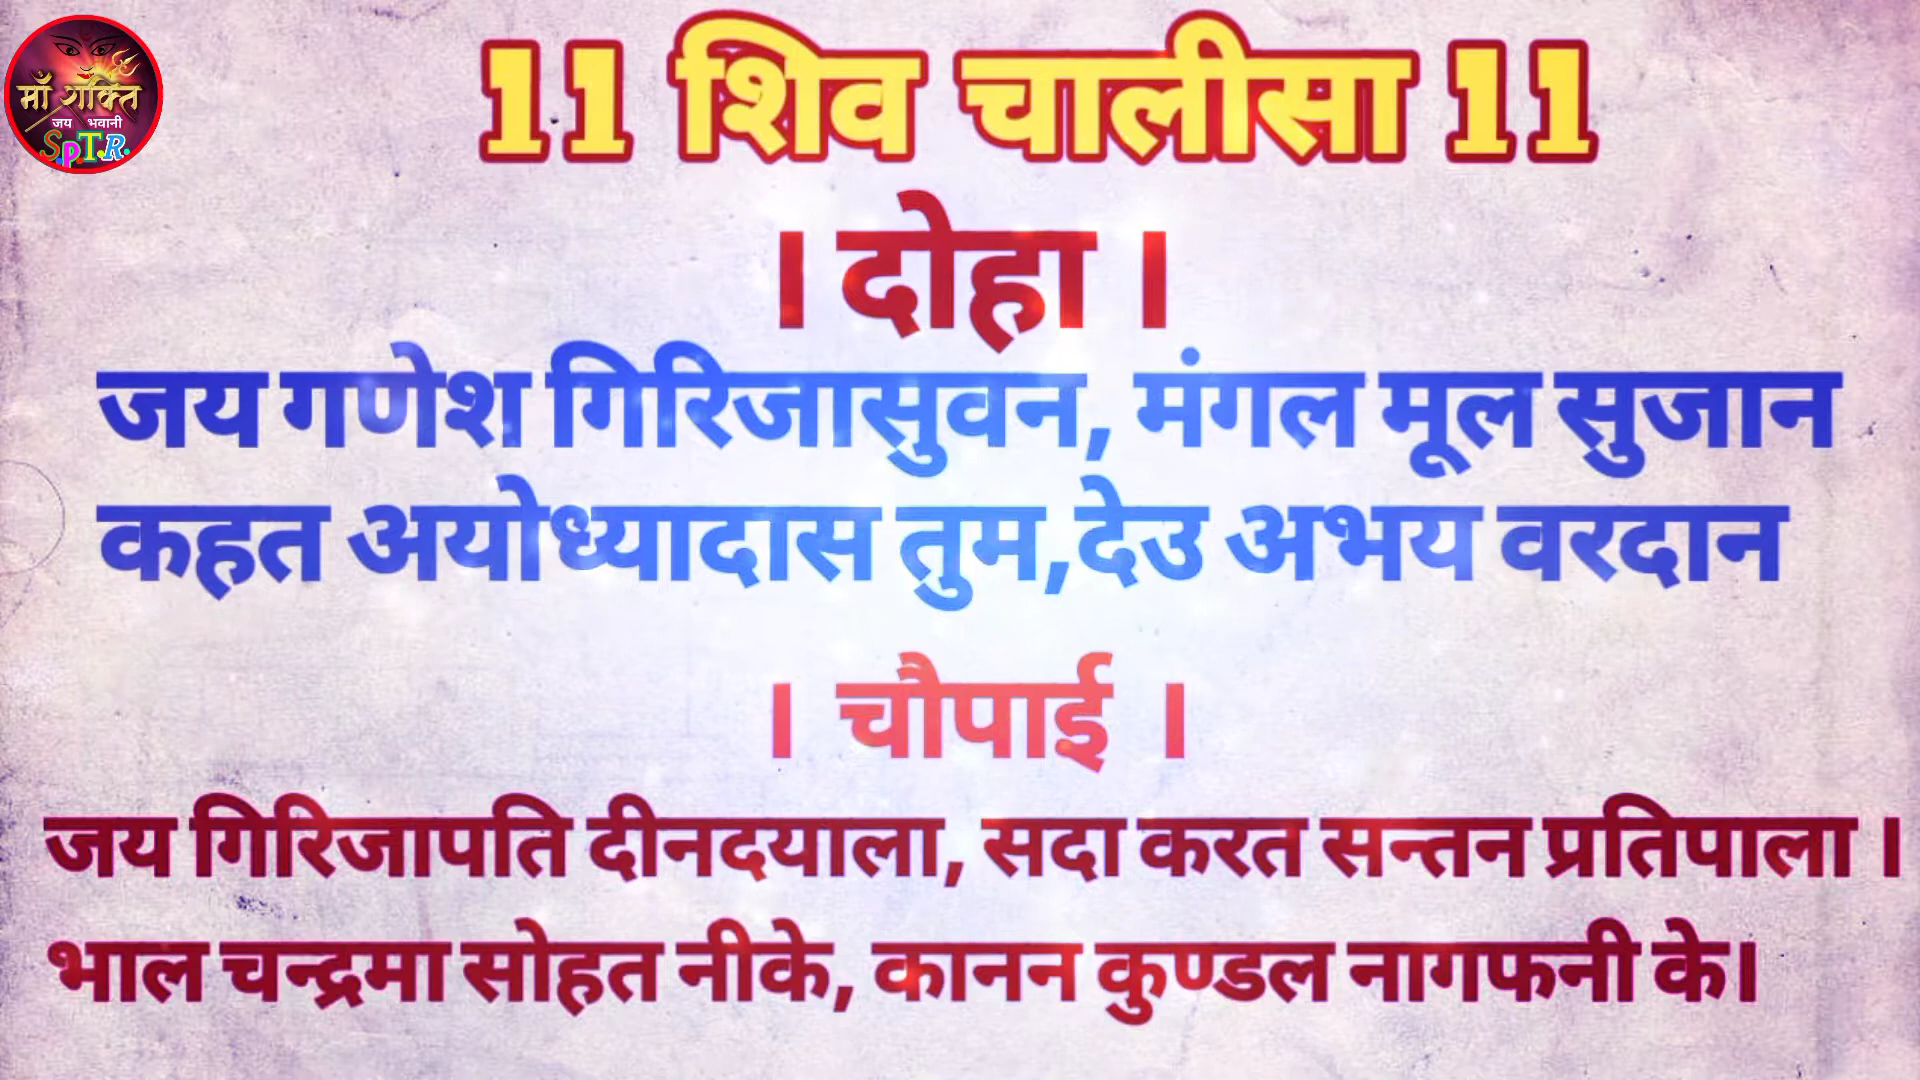 माँ शक्ति
जय भवानी
S.p.T.R.
11 शिव चालीसा 11
। दोहा ।
जय गणेश गिरिजासुवन, मंगल मूल सुजान
कहत अयोध्यादास तुम,देउ अभय वरदान
। चौपाई ।
जय गिरिजापति दीनदयाला, सदा करत सन्तन प्रतिपाला ।
भाल चन्द्रमा सोहत नीके, कानन कुण्डल नागफनी के।